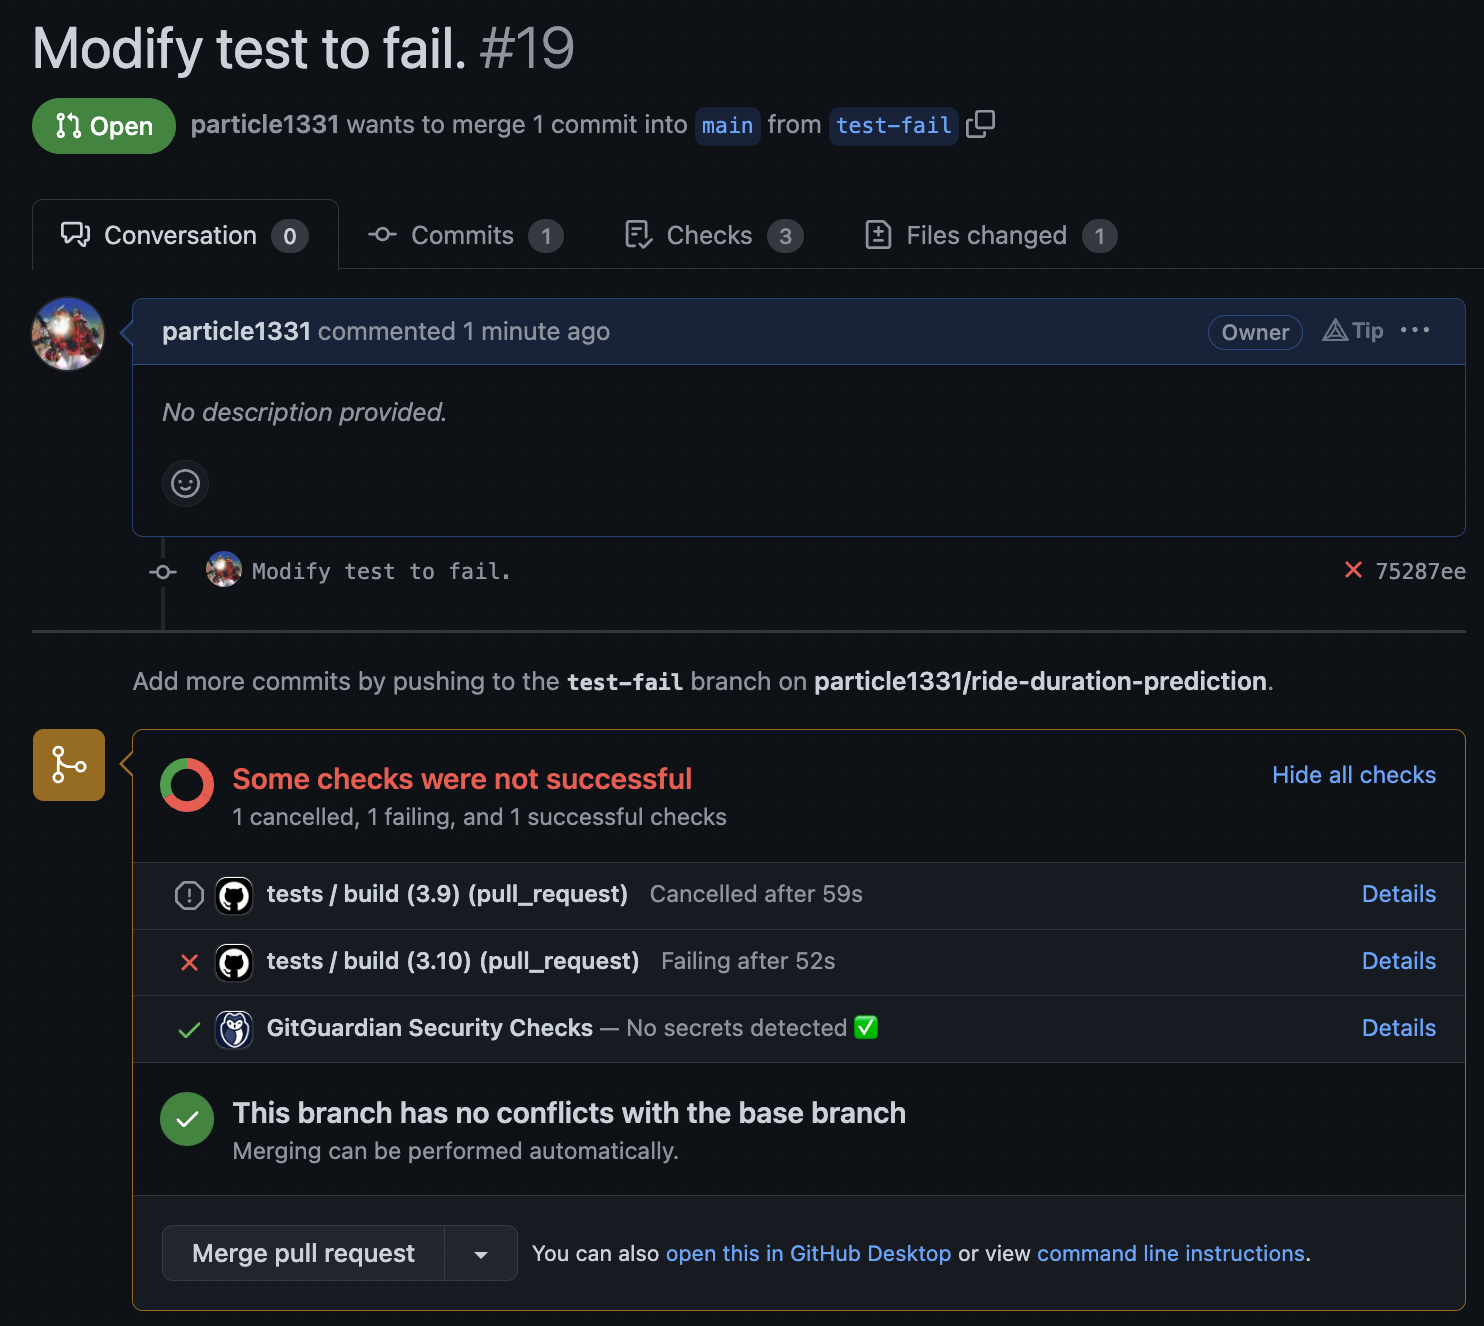 Modify test to fail. #19
Open particle1331 wants to merge 1 commit into main from test-fail
Conversation 0 Commits 1 Checks 3 Files changed 1
particle1331 commented 1 minute ago Owner Tip ...
No description provided.
Modify test to fail. 75287ee
Add more commits by pushing to the test-fail branch on particle1331/ride-duration-prediction.
Some checks were not successful Hide all checks
1 cancelled, 1 failing, and 1 successful checks
tests / build (3.9) (pull_request) Cancelled after 59s Details
tests / build (3.10) (pull_request) Failing after 52s Details
GitGuardian Security Checks — No secrets detected ✅ Details
This branch has no conflicts with the base branch
Merging can be performed automatically.
Merge pull request You can also open this in GitHub Desktop or view command line instructions.